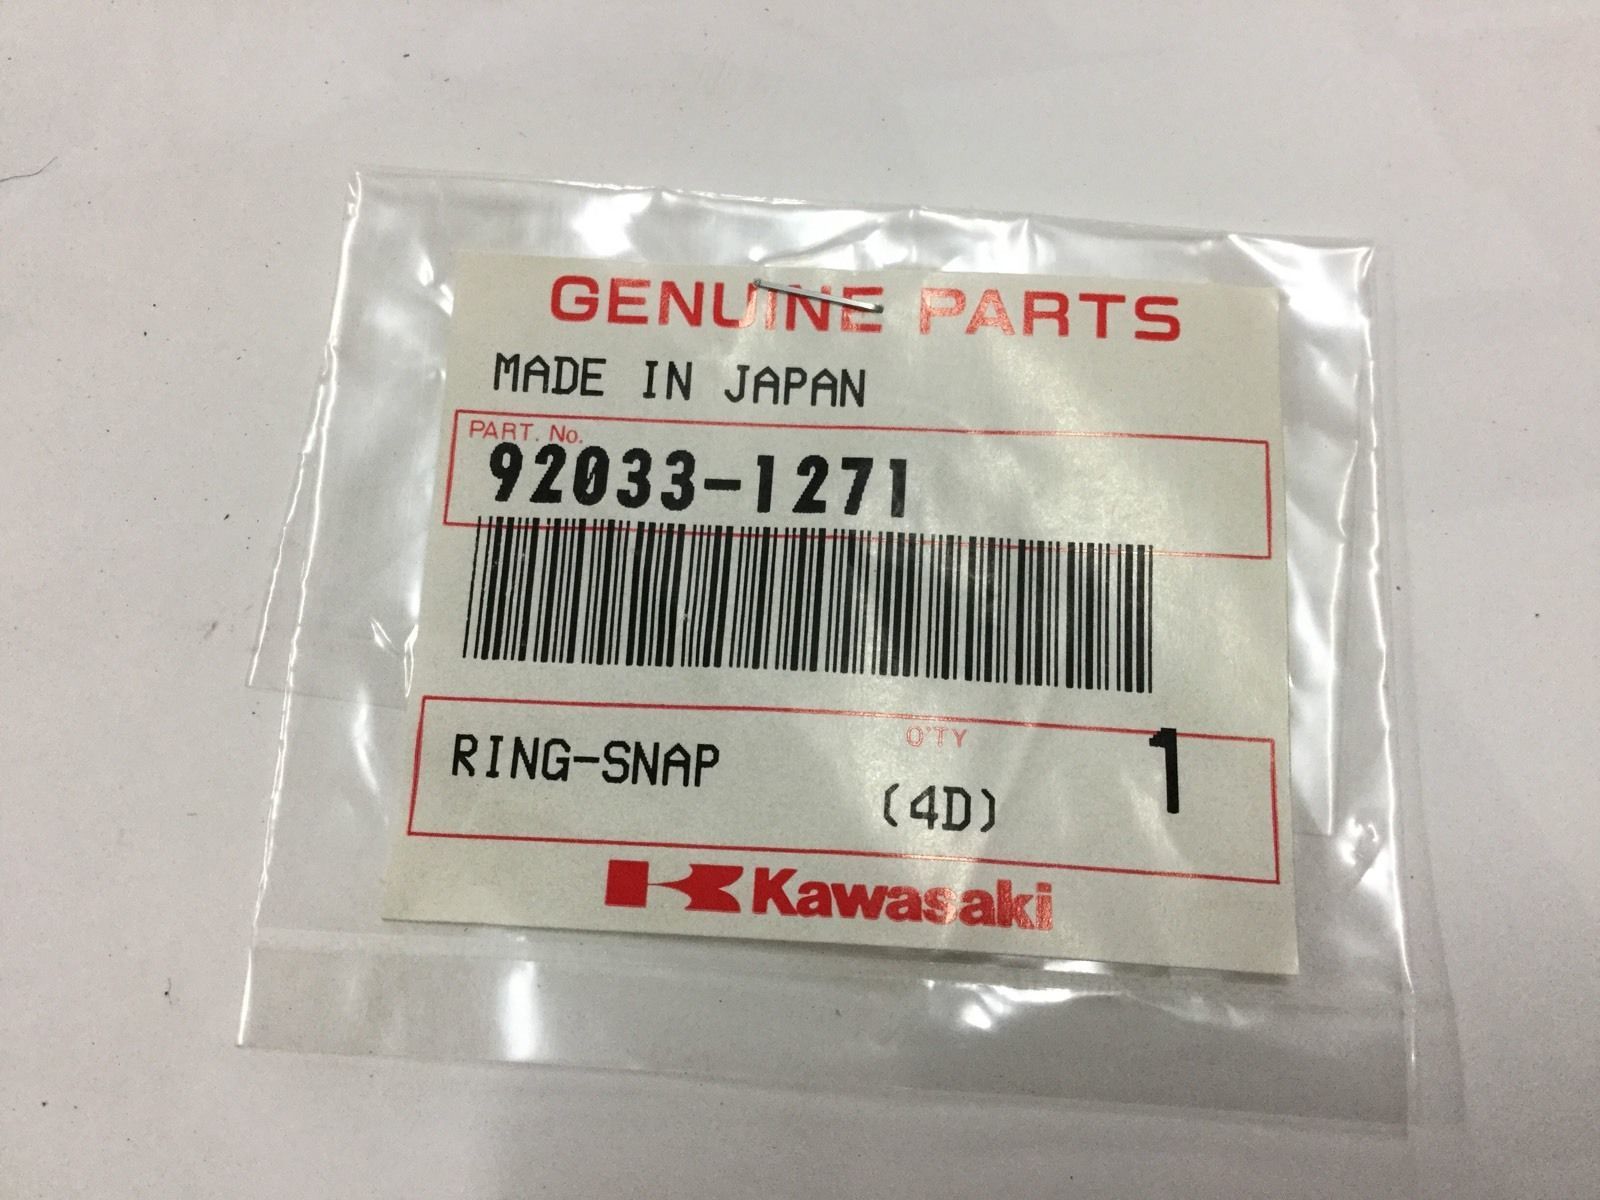 GENUINE PARTS
MADE IN JAPAN
PART. No.
92033-1271
RING-SNAP
Q'TY
1
(4D)
Kawasaki